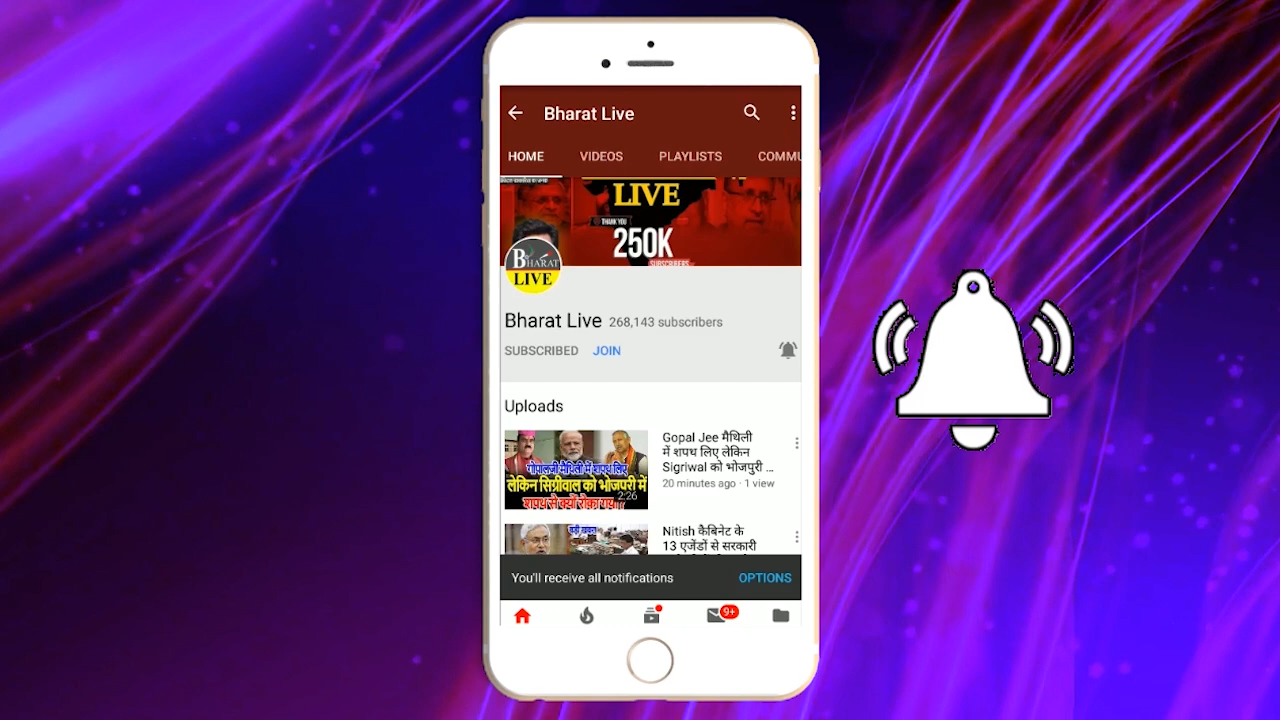 Bharat Live
HOME VIDEOS PLAYLISTS COMMU
LIVE
THANK YOU
250K
SUBSCRIBERS
BHARAT
LIVE
Bharat Live 268,143 subscribers
SUBSCRIBED JOIN
Uploads
गोपालजी मैथिली में शपथ लिए
लेकिन सिग्रीवाल को भोजपुरी में
शपथ से क्यों रोका गया ?
2:26
Gopal Jee मैथिली
में शपथ लिए लेकिन
Sigriwal को भोजपुरी ...
20 minutes ago · 1 view
Nitish कैबिनेट के
13 एजेंडों से सरकारी
You'll receive all notifications OPTIONS
9+